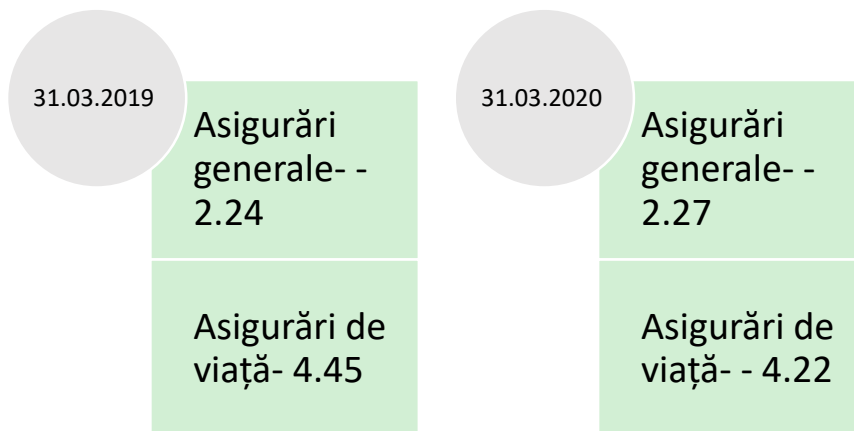 31.03.2019
Asigurări
generale- -
2.24
Asigurări de
viață- 4.45
31.03.2020
Asigurări
generale- -
2.27
Asigurări de
viață- - 4.22